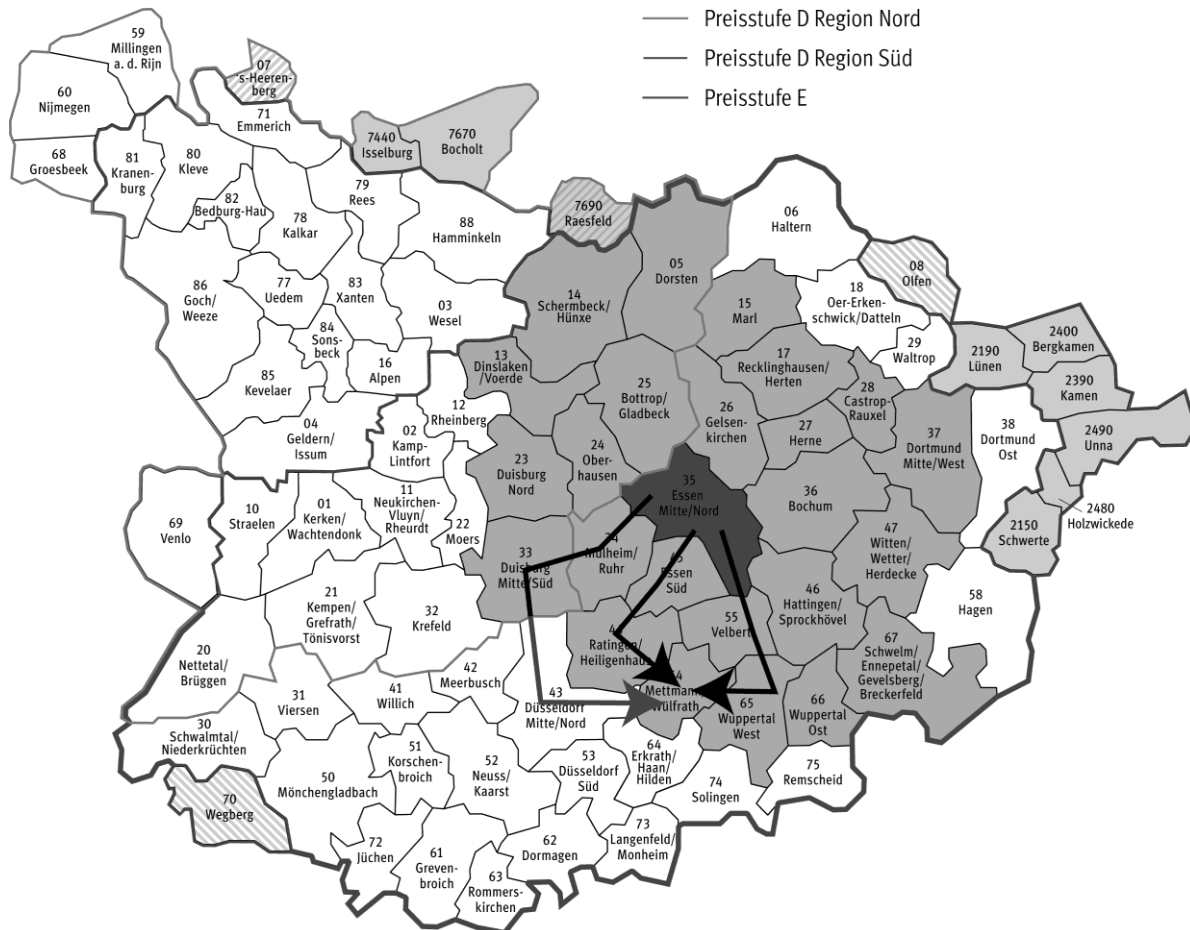 Preisstufe D Region Nord
Preisstufe D Region Süd
Preisstufe E
59
Millingen
a. d. Rijn
07
's-Heeren-
berg
60
Nijmegen
71
Emmerich
7440
Isselburg
7670
Bocholt
68
Groesbeek
81
Kranen-
burg
80
Kleve
82
Bedburg-Hau
79
Rees
78
Kalkar
88
Hamminkeln
7690
Raesfeld
06
Haltern
05
Dorsten
08
Olfen
86
Goch/
Weeze
77
Uedem
83
Xanten
03
Wesel
14
Schermbeck/
Hünxe
15
Marl
18
Oer-Erken-
schwick/Datteln
84
Sons-
beck
29
Waltrop
2190
Lünen
2400
Bergkamen
85
Kevelaer
16
Alpen
13
Dinslaken
/Voerde
25
Bottrop/
Gladbeck
17
Recklinghausen/
Herten
28
Castrop-
Rauxel
2390
Kamen
04
Geldern/
Issum
02
Kamp-
Lintfort
12
Rheinberg
26
Gelsen-
kirchen
27
Herne
37
Dortmund
Mitte/West
38
Dortmund
Ost
2490
Unna
23
Duisburg
Nord
24
Ober-
hausen
35
Essen
Mitte/Nord
36
Bochum
2480
Holzwickede
69
Venlo
10
Straelen
01
Kerken/
Wachtendonk
11
Neukirchen-
Vluyn/
Rheurdt
22
Moers
33
Duisburg
Mitte/Süd
34
Mülheim/
Ruhr
45
Essen
Süd
47
Witten/
Wetter/
Herdecke
2150
Schwerte
21
Kempen/
Grefrath/
Tönisvorst
32
Krefeld
46
Hattingen/
Sprockhövel
58
Hagen
20
Nettetal/
Brüggen
44
Ratingen/
Heiligenhaus
55
Velbert
67
Schwelm/
Ennepetal/
Gevelsberg/
Breckerfeld
31
Viersen
41
Willich
42
Meerbusch
43
Düsseldorf
Mitte/Nord
54
Mettmann/
Wülfrath
65
Wuppertal
West
66
Wuppertal
Ost
30
Schwalmtal/
Niederkrüchten
50
Mönchengladbach
51
Korschen-
broich
52
Neuss/
Kaarst
53
Düsseldorf
Süd
64
Erkrath/
Haan/
Hilden
74
Solingen
75
Remscheid
70
Wegberg
72
Jüchen
61
Greven-
broich
63
Rommers-
kirchen
62
Dormagen
73
Langenfeld/
Monheim